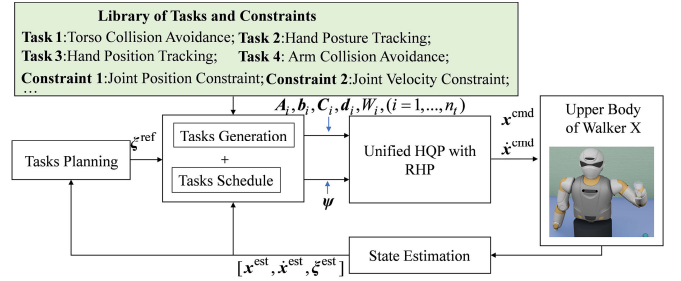 Library of Tasks and Constraints
Task 1:Torso Collision Avoidance; Task 2:Hand Posture Tracking;
Task 3:Hand Position Tracking; Task 4: Arm Collision Avoidance;
Constraint 1:Joint Position Constraint; Constraint 2:Joint Velocity Constraint;
…
A_i, b_i, C_i, d_i, W_i, (i = 1,..., n_t)
Tasks Planning
ξ^ref
Tasks Generation
+
Tasks Schedule
ψ
Unified HQP with
RHP
x^cmd
ẋ^cmd
Upper Body
of Walker X
State Estimation
[x^est, ẋ^est, ξ^est]